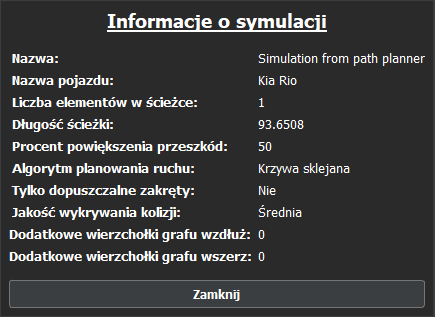 Informacje o symulacji
Nazwa: Simulation from path planner
Nazwa pojazdu: Kia Rio
Liczba elementów w ścieżce: 1
Długość ścieżki: 93.6508
Procent powiększenia przeszkód: 50
Algorytm planowania ruchu: Krzywa sklejana
Tylko dopuszczalne zakręty: Nie
Jakość wykrywania kolizji: Średnia
Dodatkowe wierzchołki grafu wzdłuż: 0
Dodatkowe wierzchołki grafu wszerz: 0
Zamknij